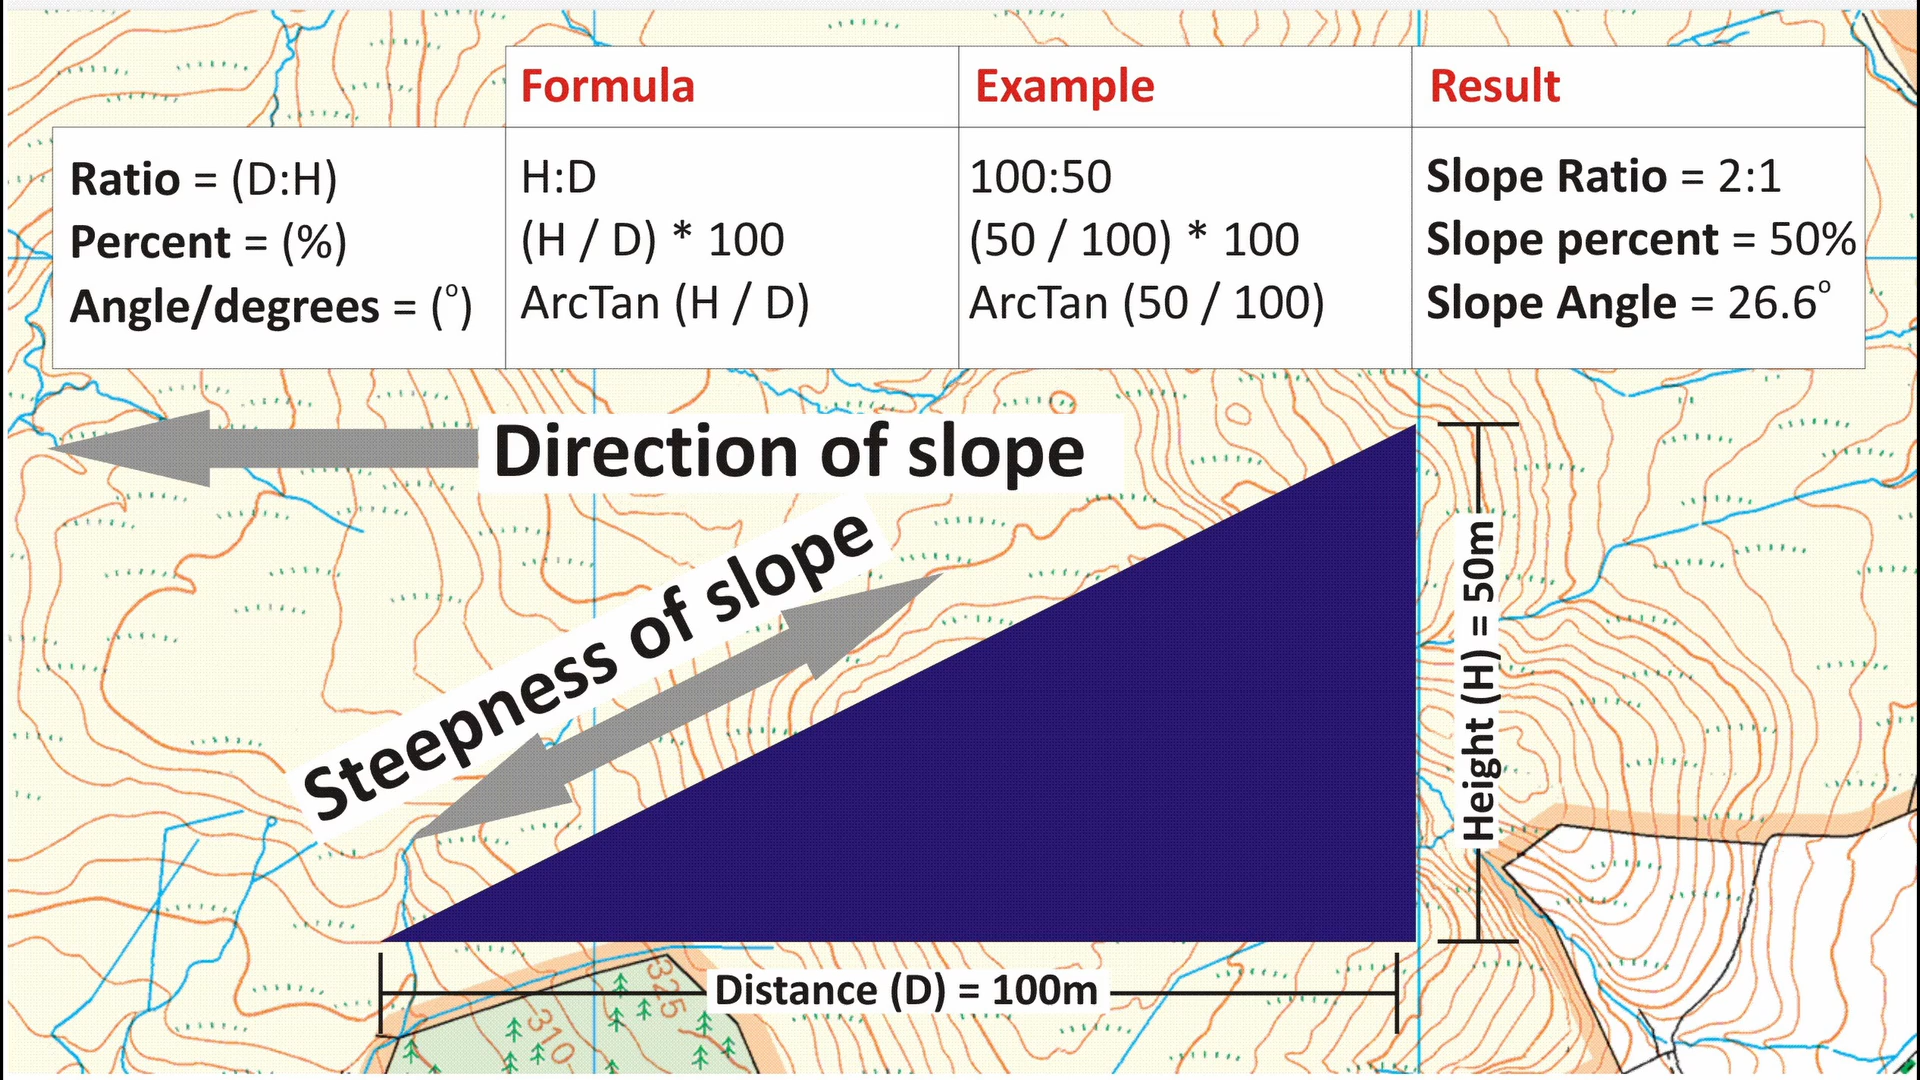 Formula Example Result
Ratio = (D:H) H:D 100:50 Slope Ratio = 2:1
Percent = (%) (H / D) * 100 (50 / 100) * 100 Slope percent = 50%
Angle/degrees = (°) ArcTan (H / D) ArcTan (50 / 100) Slope Angle = 26.6°
Direction of slope
Steepness of slope
Height (H) = 50m
Distance (D) = 100m
325
310